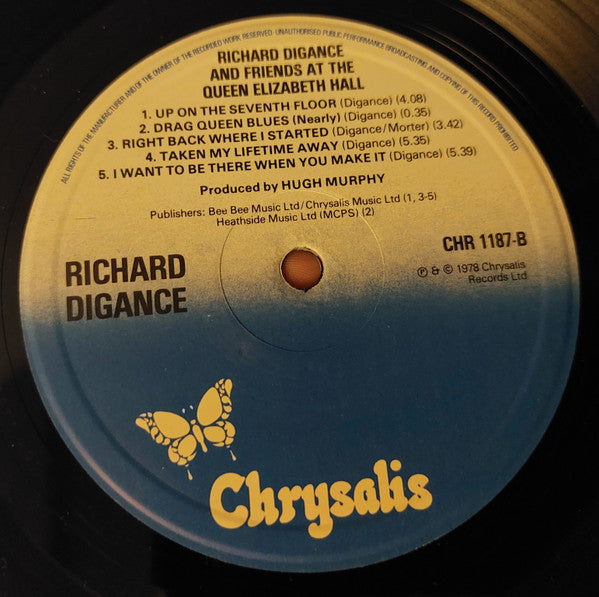 ALL RIGHTS OF THE MANUFACTURER AND OF THE OWNER OF THE RECORDED WORK RESERVED UNAUTHORISED PUBLIC PERFORMANCE BROADCASTING AND COPYING OF THIS RECORD PROHIBITED
RICHARD DIGANCE
AND FRIENDS AT THE
QUEEN ELIZABETH HALL
1. UP ON THE SEVENTH FLOOR (Digance) (4.08)
2. DRAG QUEEN BLUES (Nearly) (0.35)
3. RIGHT BACK WHERE I STARTED (Digance/Morter) (3.42)
4. TAKEN MY LIFETIME AWAY (Digance) (5.35)
5. I WANT TO BE THERE WHEN YOU MAKE IT (Digance) (5.39)
Produced by HUGH MURPHY
Publishers: Bee Bee Music Ltd/Chrysalis Music Ltd (1, 3-5)
Heathside Music Ltd (MCPS) (2)
CHR 1187-B
RICHARD
DIGANCE
℗ & © 1978 Chrysalis
Records Ltd
Chrysalis